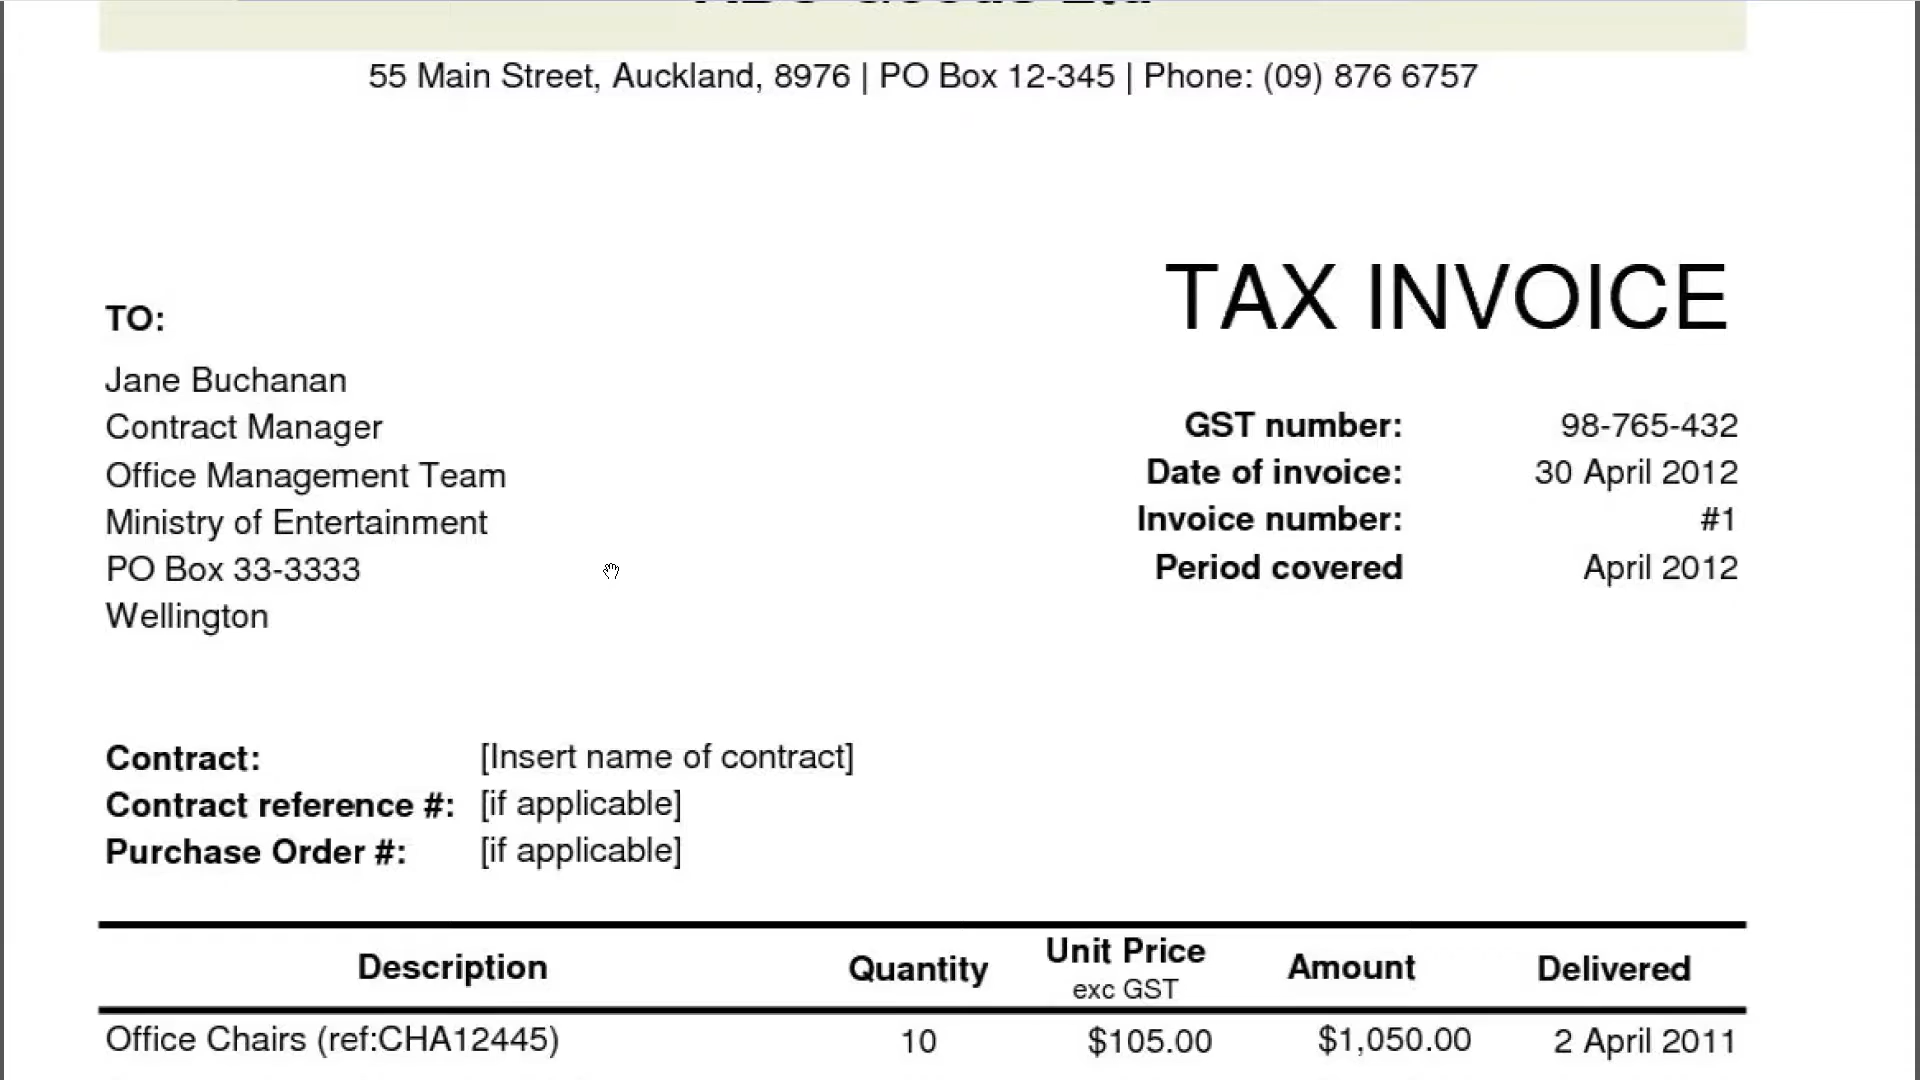 55 Main Street, Auckland, 8976 | PO Box 12-345 | Phone: (09) 876 6757
TAX INVOICE
TO:
Jane Buchanan
Contract Manager
Office Management Team
Ministry of Entertainment
PO Box 33-3333
Wellington
GST number: 98-765-432
Date of invoice: 30 April 2012
Invoice number: #1
Period covered April 2012
Contract: [Insert name of contract]
Contract reference #: [if applicable]
Purchase Order #: [if applicable]
Description Quantity Unit Price exc GST Amount Delivered
Office Chairs (ref:CHA12445) 10 $105.00 $1,050.00 2 April 2011